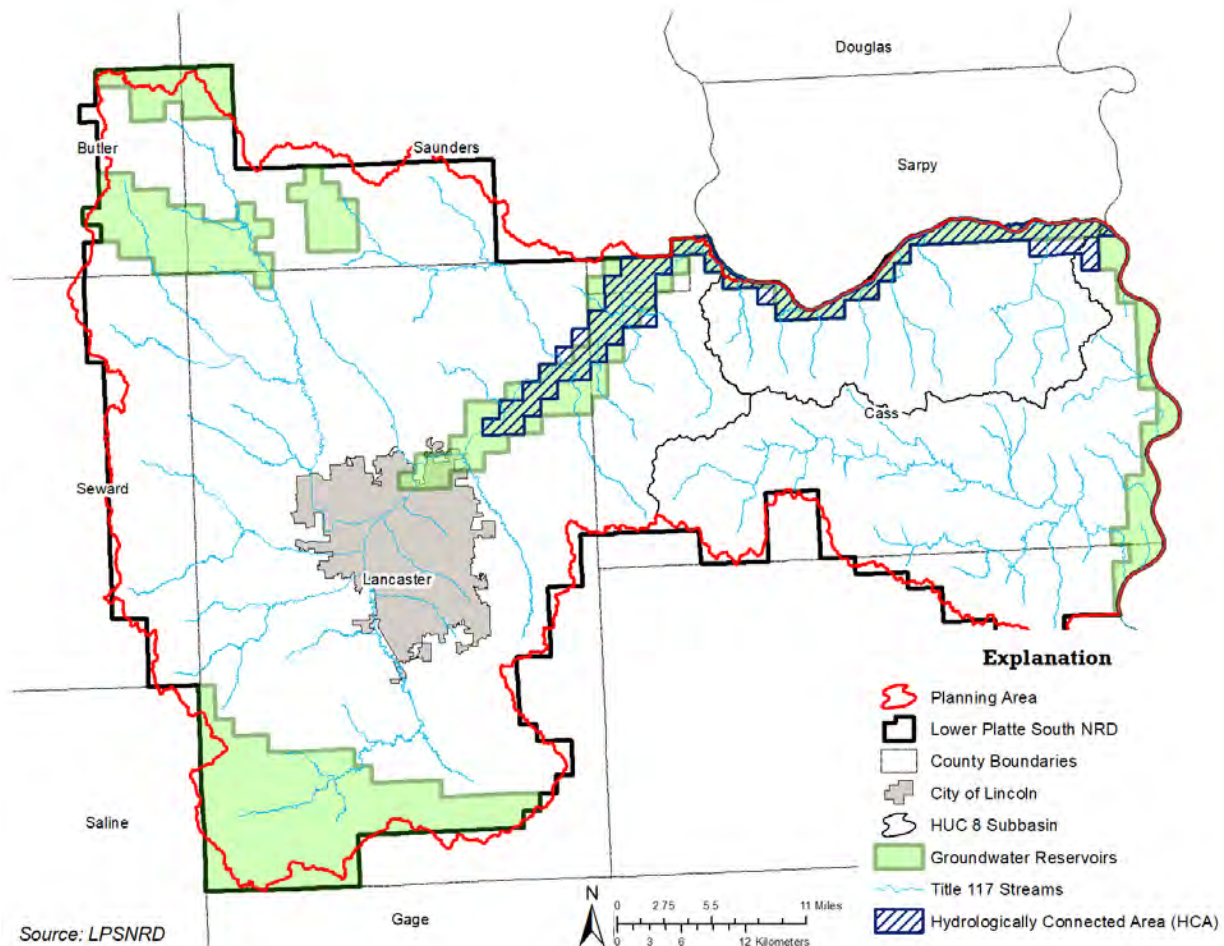 Douglas
Butler
Saunders
Sarpy
Cass
Seward
Lancaster
Explanation
Planning Area
Lower Platte South NRD
County Boundaries
City of Lincoln
HUC 8 Subbasin
Groundwater Reservoirs
Title 117 Streams
Hydrologically Connected Area (HCA)
Saline
Gage
N
0 2.75 5.5 11 Miles
0 3 6 12 Kilometers
Source: LPSNRD